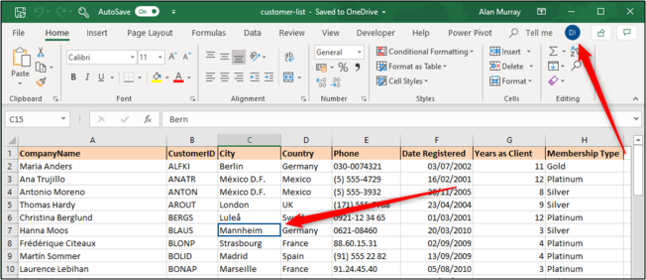 AutoSave On customer-list - Saved to OneDrive Alan Murray
File Home Insert Page Layout Formulas Data Review View Help Power Pivot Tell me DI
Paste Calibri 11 General Conditional Formatting Insert
B I U Format as Table Delete
Cell Styles Format
Clipboard Font Alignment Number Styles Cells Editing
C15 fx Bern
A B C D E F G H
1 CompanyName CustomerID City Country Phone Date Registered Years as Client Membership Type
2 Maria Anders ALFKI Berlin Germany 030-0074321 03/07/2002 11 Gold
3 Ana Trujillo ANATR México D.F. Mexico (5) 555-4729 16/02/2001 12 Platinum
4 Antonio Moreno ANTON México D.F. Mexico (5) 555-3932 /2005 8 Silver
5 Thomas Hardy AROUT London UK (171) 23/04/2004 9 Silver
6 Christina Berglund BERGS Luleå 0921-12 34 65 01/03/2001 12 Platinum
7 Hanna Moos BLAUS Mannheim Germany 0621-08460 20/03/2010 3 Silver
8 Frédérique Citeaux BLONP Strasbourg France 88.60.15.31 02/09/2009 4 Platinum
9 Martín Sommer BOLID Madrid Spain (91) 555 22 82 13/09/2009 4 Platinum
10 Laurence Lebihan BONAP Marseille France 91.24.45.40 05/08/2010 3 Platinum